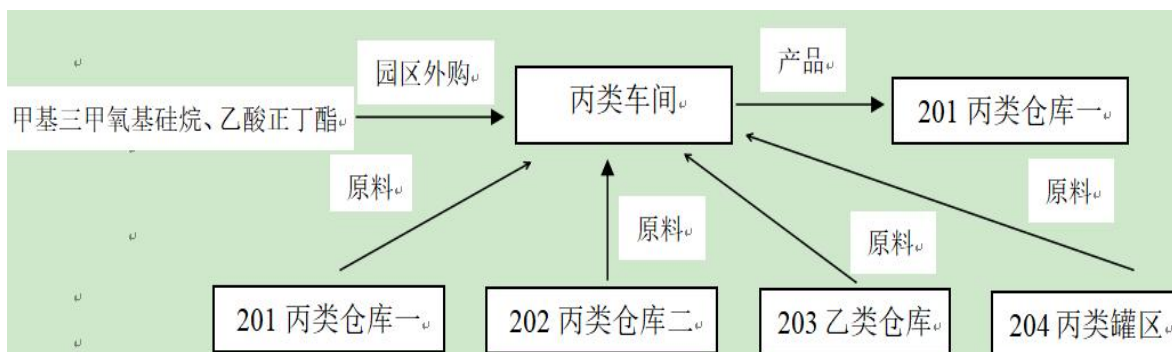 园区外购
产品
甲基三甲氧基硅烷、乙酸正丁酯
丙类车间
201 丙类仓库一
原料
原料
原料
原料
201 丙类仓库一
202 丙类仓库二
203 乙类仓库
204 丙类罐区